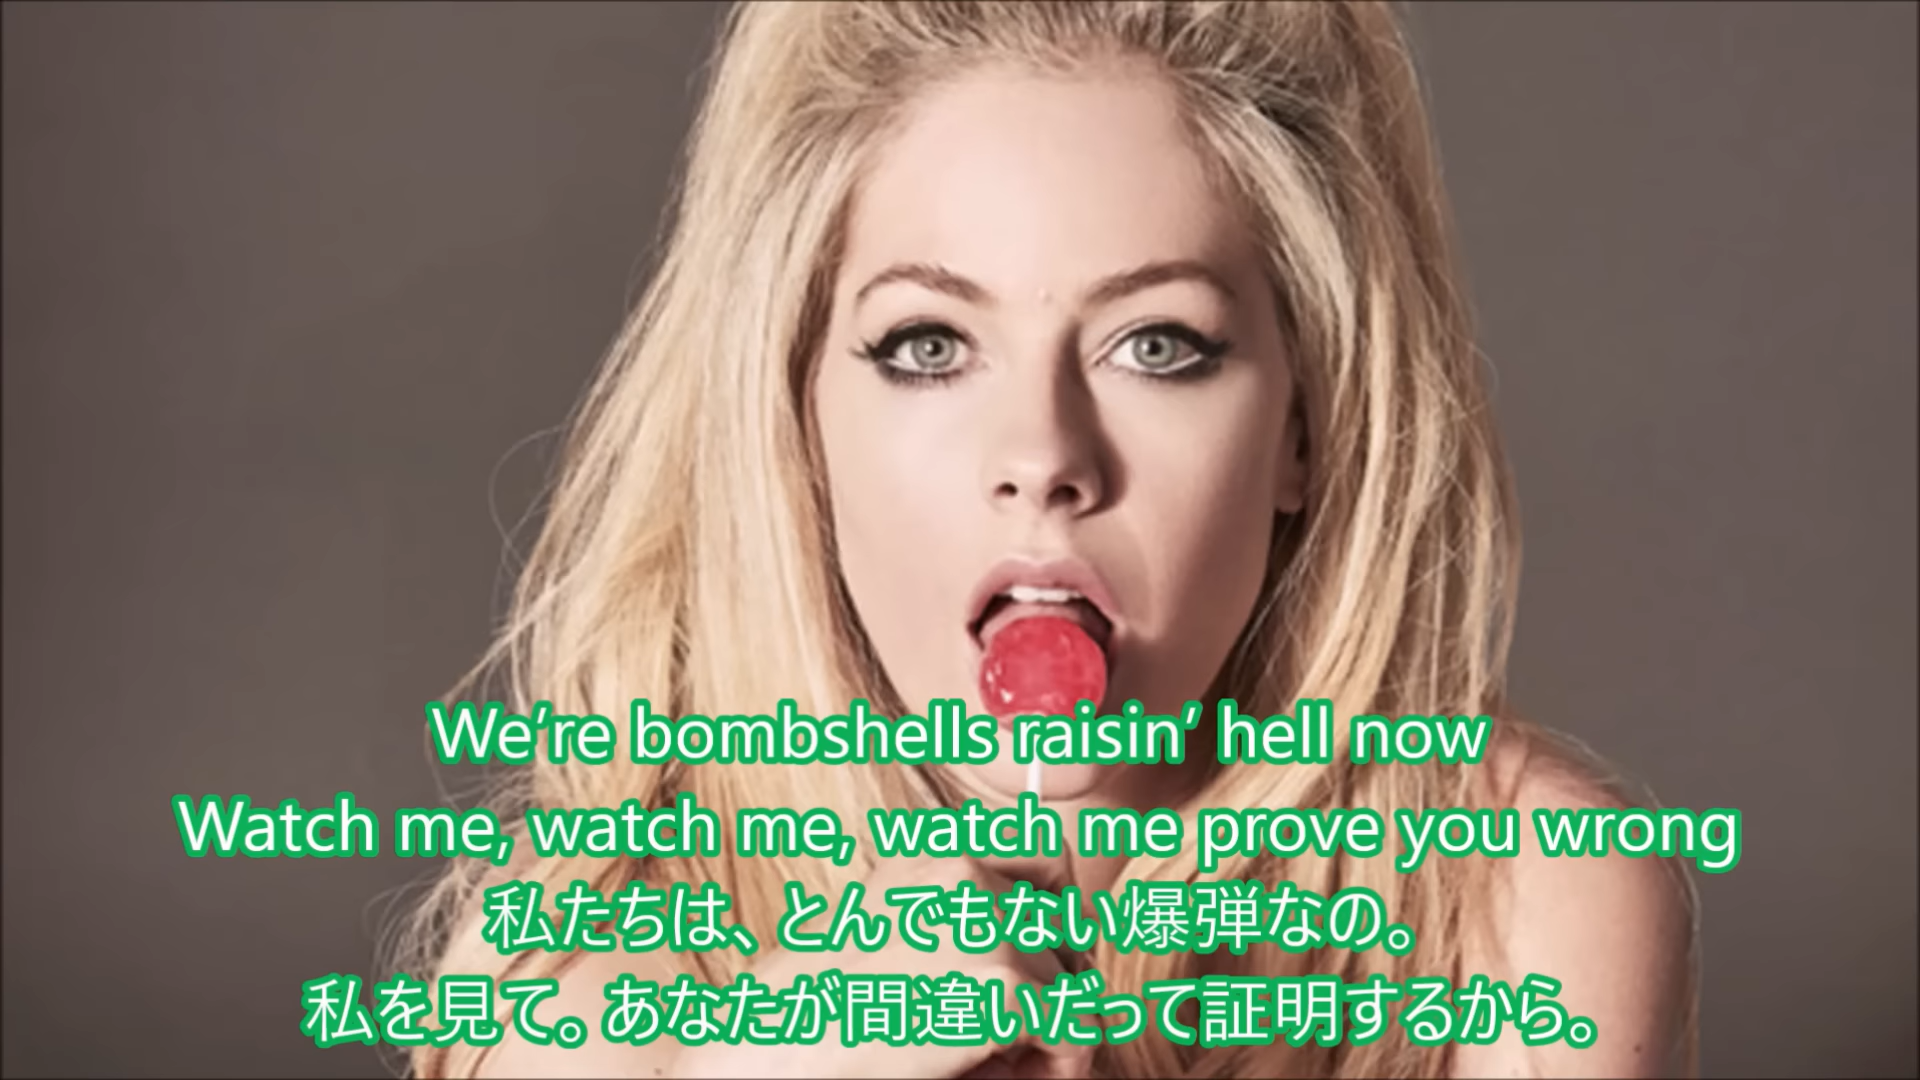 We're bombshells raisin' hell now
Watch me, watch me, watch me prove you wrong
私たちは、とんでもない爆弾なの。
私を見て。あなたが間違いだって証明するから。